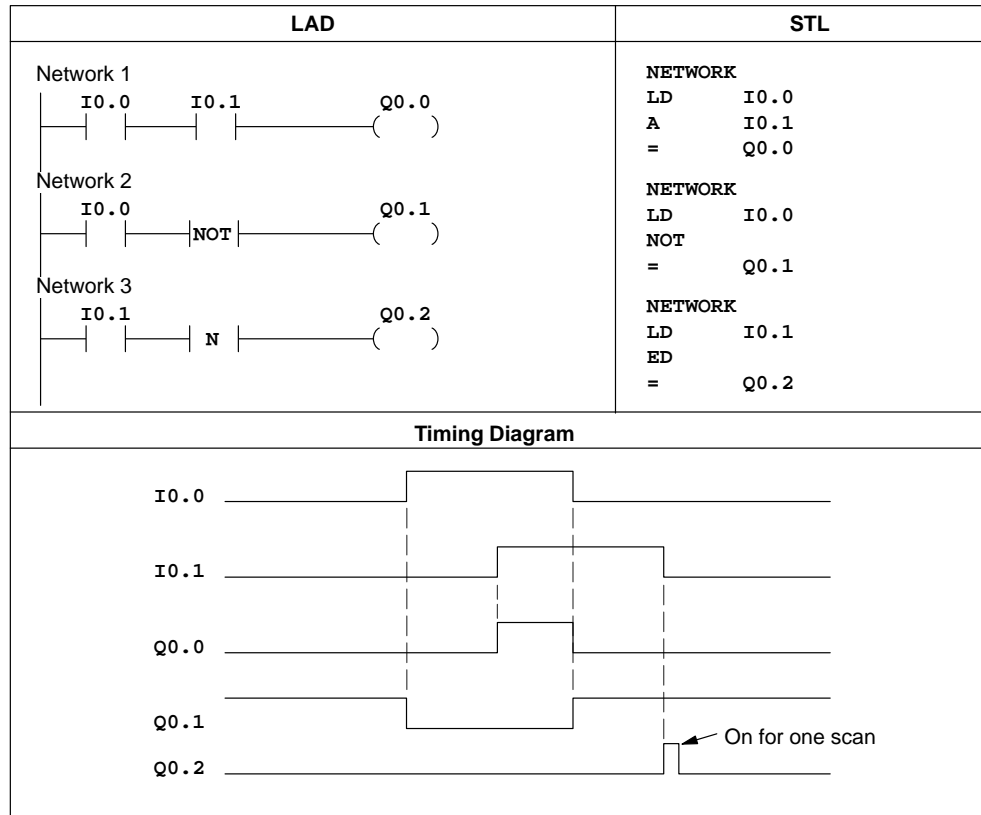 LAD
STL
Network 1
I0.0 I0.1 Q0.0
Network 2
I0.0 Q0.1
NOT
Network 3
I0.1 Q0.2
N
NETWORK
LD I0.0
A I0.1
= Q0.0
NETWORK
LD I0.0
NOT
= Q0.1
NETWORK
LD I0.1
ED
= Q0.2
Timing Diagram
I0.0
I0.1
Q0.0
Q0.1
On for one scan
Q0.2